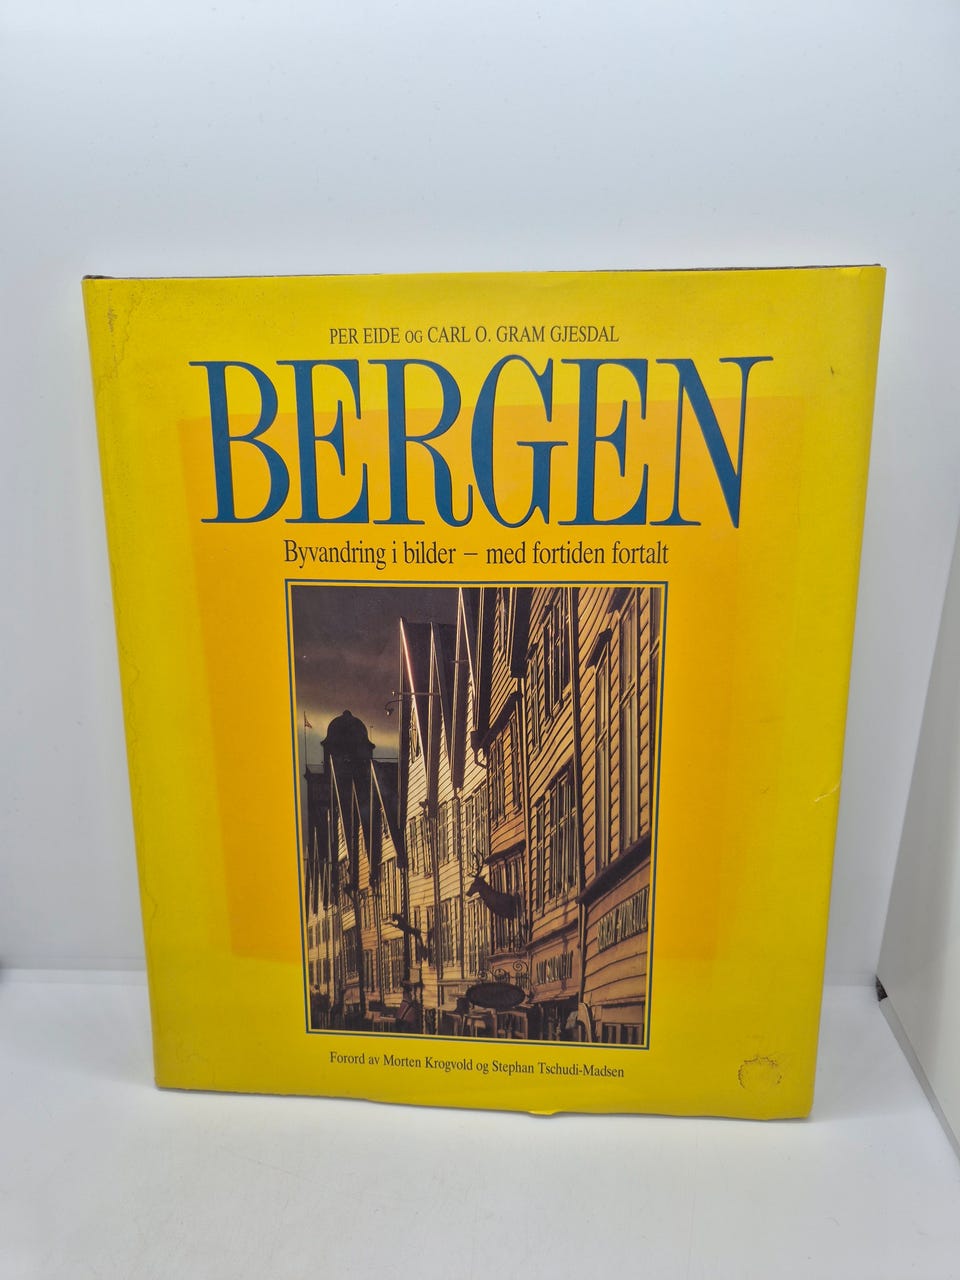 PER EIDE OG CARL O. GRAM GJESDAL
BERGEN
Byvandring i bilder – med fortiden fortalt
Forord av Morten Krogvold og Stephan Tschudi-Madsen